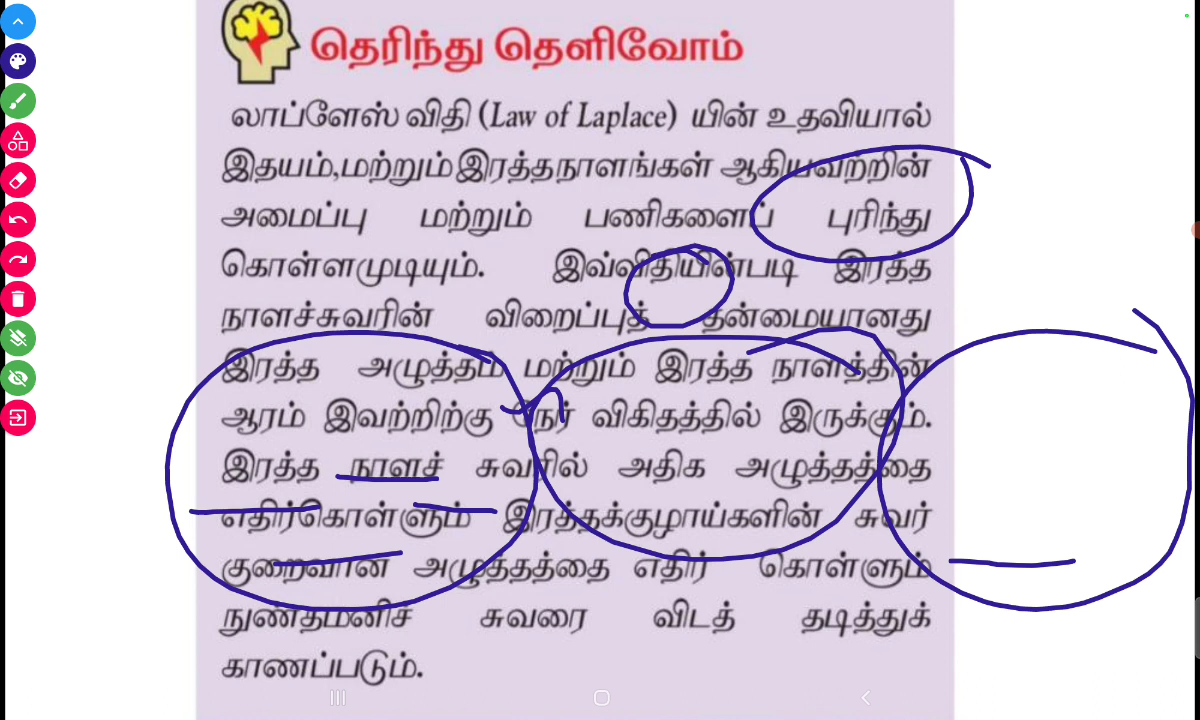 தெரிந்து தெளிவோம்
லாப்ளேஸ் விதி (Law of Laplace) யின் உதவியால்
இதயம்,மற்றும் இரத்தநாளங்கள் ஆகியவற்றின்
அமைப்பு மற்றும் பணிகளைப் புரிந்து
கொள்ளமுடியும். இவ்விதியின்படி இரத்த
நாளச்சுவரின் விறைப்புத் தன்மையானது
இரத்த அழுத்தம் மற்றும் இரத்த நாளத்தின்
ஆரம் இவற்றிற்கு நேர் விகிதத்தில் இருக்கும்.
இரத்த நாளச் சுவரில் அதிக அழுத்தத்தை
எதிர்கொள்ளும் இரத்தக்குழாய்களின் சுவர்
குறைவான அழுத்தத்தை எதிர் கொள்ளும்
நுண்தமனிச் சுவரை விடத் தடித்துக்
காணப்படும்.